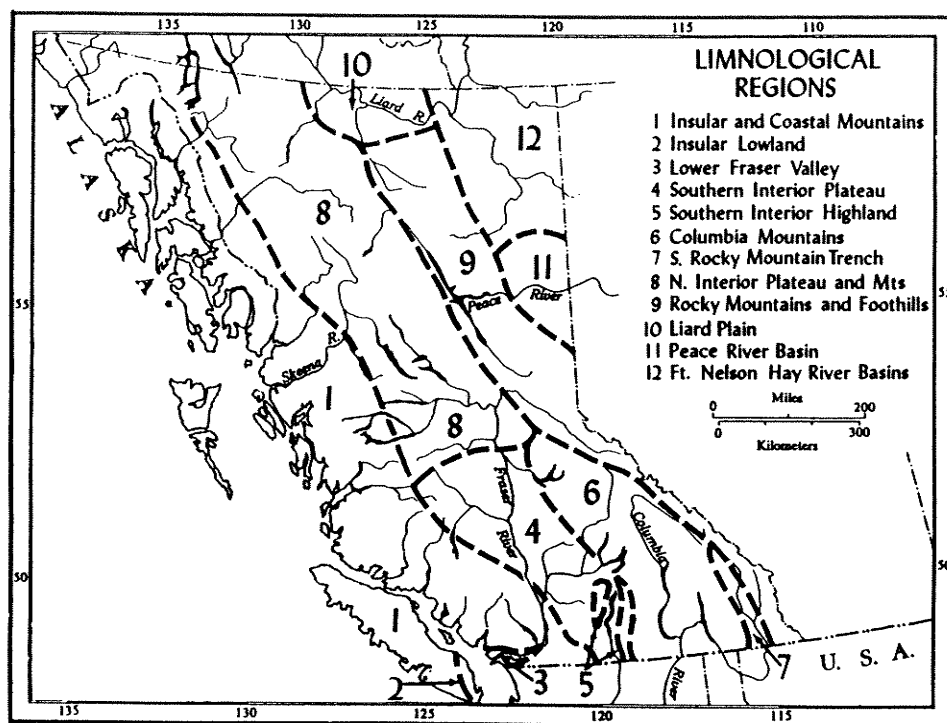 135 130 125 120 115 110
LIMNOLOGICAL
REGIONS
1 Insular and Coastal Mountains
2 Insular Lowland
3 Lower Fraser Valley
4 Southern Interior Plateau
5 Southern Interior Highland
6 Columbia Mountains
7 S. Rocky Mountain Trench
8 N. Interior Plateau and Mts
9 Rocky Mountains and Foothills
10 Liard Plain
11 Peace River Basin
12 Ft. Nelson Hay River Basins
Miles
0 200
0 300
Kilometers
10
Liard R.
12
ALASKA
8
9
11
55
Peace River
Skeena R.
1
8
Fraser River
6
4
Columbia River
50
50
1
2
3
5
7
U. S. A.
135 130 125 120 115